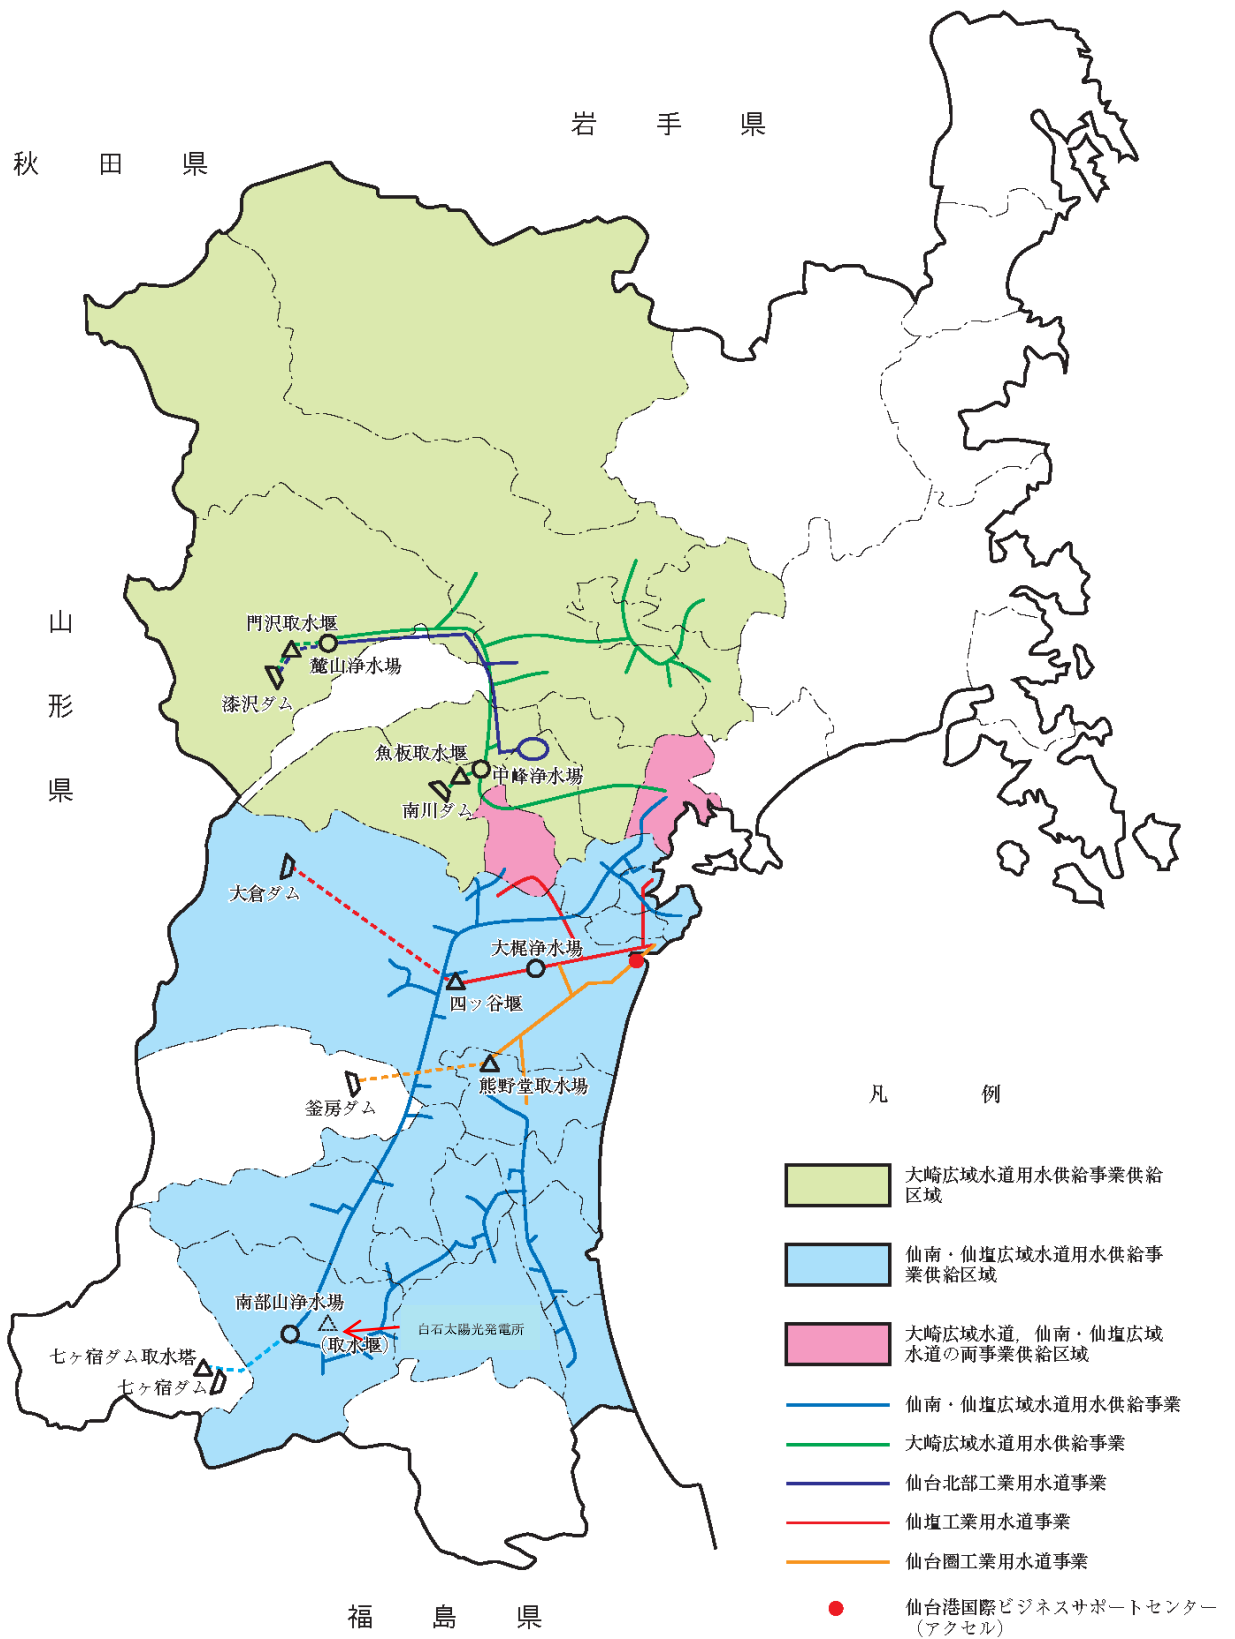 岩手県
秋田県
山形県
門沢取水堰
麓山浄水場
漆沢ダム
魚板取水堰
中峰浄水場
南川ダム
大倉ダム
大梶浄水場
四ッ谷堰
熊野堂取水場
釜房ダム
南部山浄水場
白石太陽光発電所
(取水堰)
七ヶ宿ダム取水塔
七ヶ宿ダム
福島県
凡例
大崎広域水道用水供給事業供給
区域
仙南・仙塩広域水道用水供給事
業供給区域
大崎広域水道，仙南・仙塩広域
水道の両事業供給区域
仙南・仙塩広域水道用水供給事業
大崎広域水道用水供給事業
仙台北部工業用水道事業
仙塩工業用水道事業
仙台圏工業用水道事業
仙台港国際ビジネスサポートセンター
（アクセル）